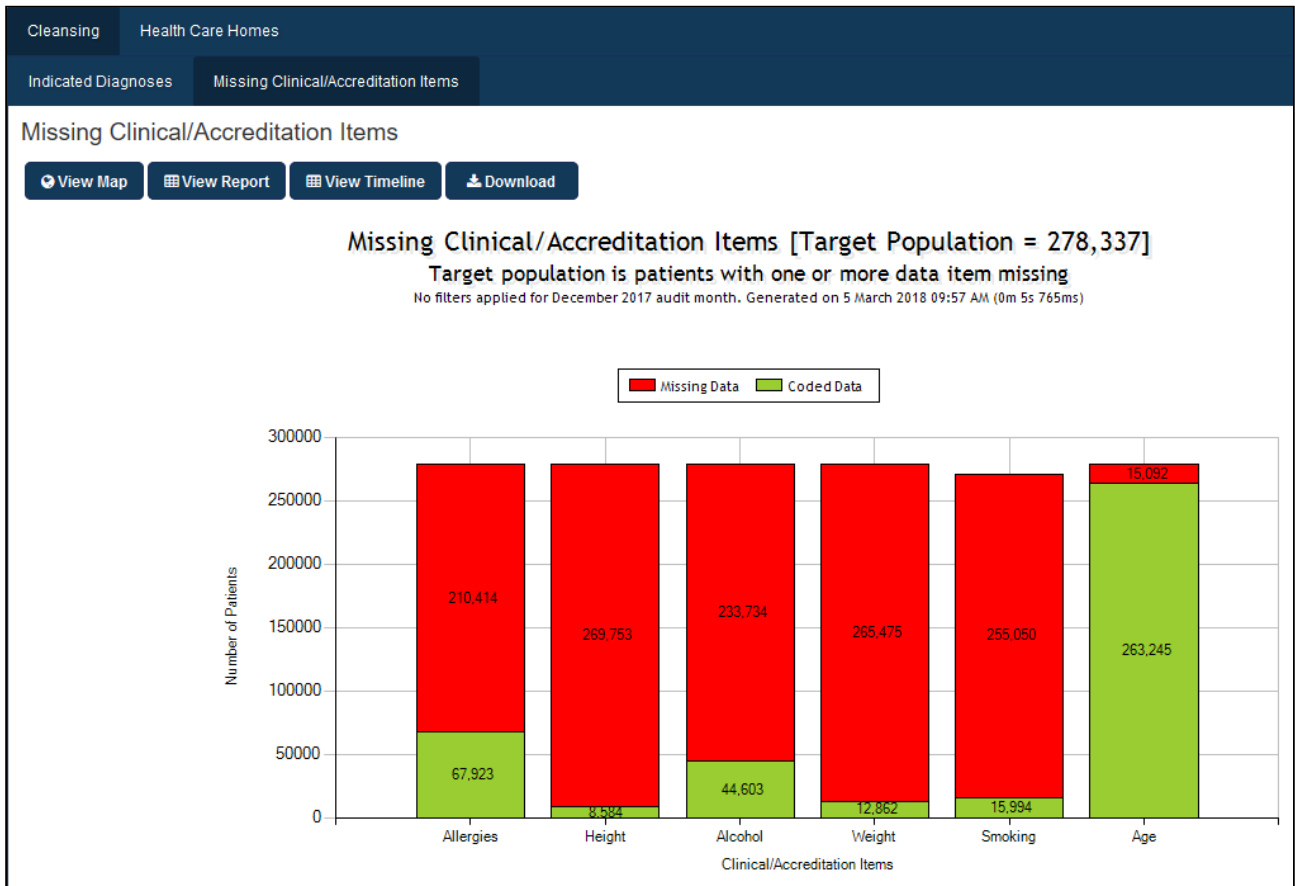 Cleansing Health Care Homes
Indicated Diagnoses Missing Clinical/Accreditation Items
Missing Clinical/Accreditation Items
View Map View Report View Timeline Download
Missing Clinical/Accreditation Items [Target Population = 278,337]
Target population is patients with one or more data item missing
No filters applied for December 2017 audit month. Generated on 5 March 2018 09:57 AM (0m 5s 765ms)
Missing Data Coded Data
Number of Patients
300000
250000
200000
150000
100000
50000
0
210,414
269,753
233,734
265,475
255,050
15,092
67,923
8,584
44,603
12,862
15,994
263,245
Allergies Height Alcohol Weight Smoking Age
Clinical/Accreditation Items